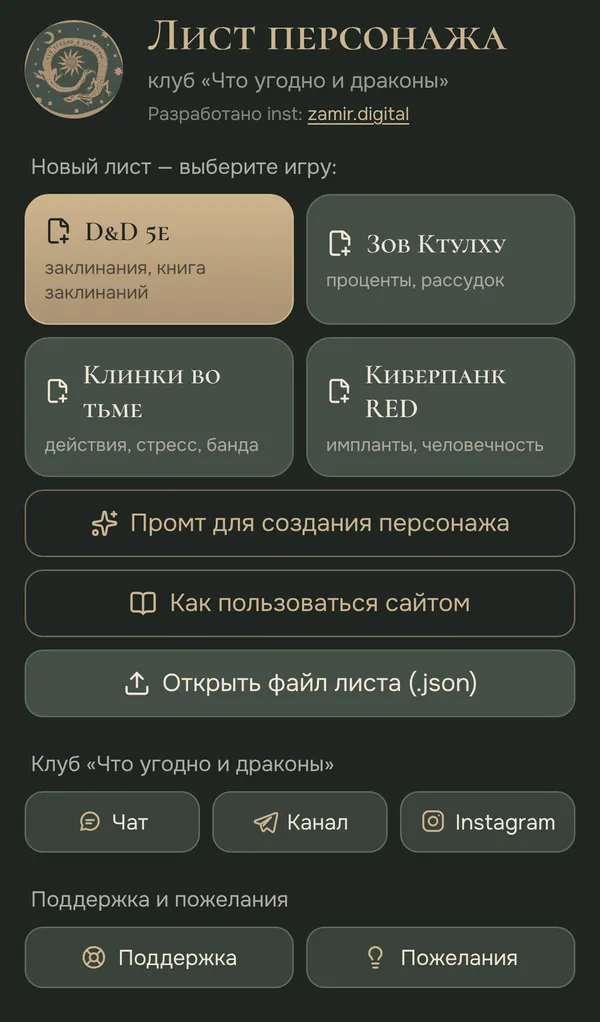 Лист персонажа
клуб «Что угодно и драконы»
Разработано inst: zamir.digital
Новый лист — выберите игру:
D&D 5e
заклинания, книга
заклинаний
Зов Ктулху
проценты, рассудок
Клинки во
тьме
действия, стресс, банда
Киберпанк
RED
импланты, человечность
Промт для создания персонажа
Как пользоваться сайтом
Открыть файл листа (.json)
Клуб «Что угодно и драконы»
Чат
Канал
Instagram
Поддержка и пожелания
Поддержка
Пожелания